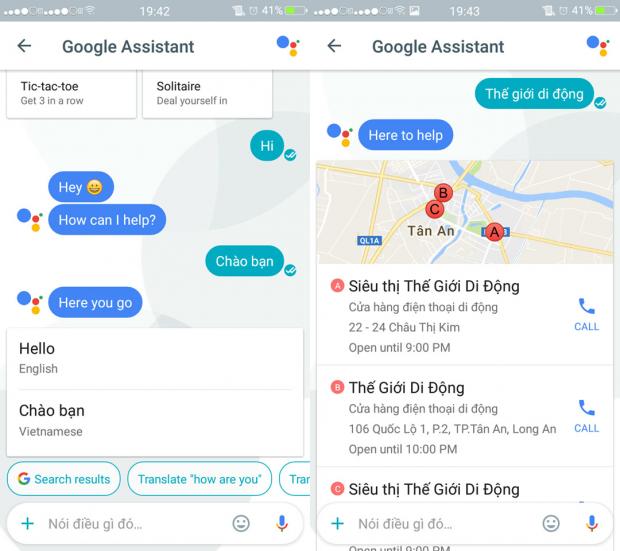 19:42
41%
Google Assistant
Tic-tac-toe
Get 3 in a row
Solitaire
Deal yourself in
Hi
Hey 😀
How can I help?
Chào bạn
Here you go
Hello
English
Chào bạn
Vietnamese
Search results
Translate "how are you"
Tran
Nói điều gì đó...
19:43
41%
Google Assistant
Thế giới di động
Here to help
B
C
A
Tân An
QL1A
A Siêu thị Thế Giới Di Động
Cửa hàng điện thoại di động
22 - 24 Châu Thị Kim
Open until 9:00 PM
CALL
B Thế Giới Di Động
Cửa hàng điện thoại di động
106 Quốc Lộ 1, P.2, TP.Tân An, Long An
Open until 10:00 PM
CALL
C Siêu thị Thế Giới Di Động
Nói điều gì đó...
Open until 9:00 PM